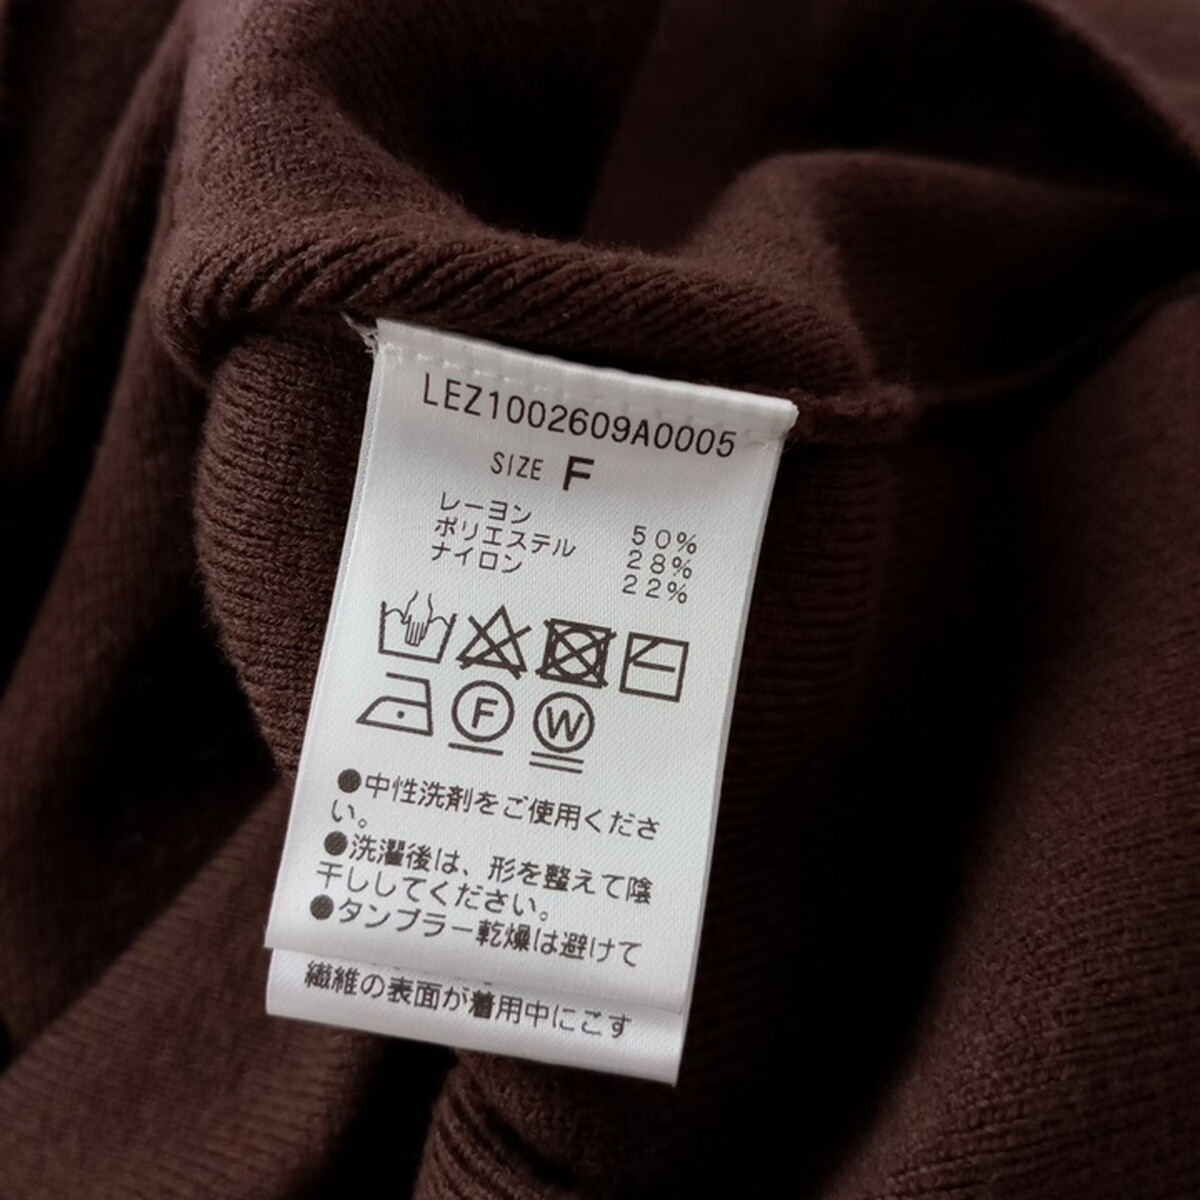 LEZ1002609A0005
SIZE F
レーヨン 50%
ポリエステル 28%
ナイロン 22%
F W
●中性洗剤をご使用くださ
い。
●洗濯後は、形を整えて陰
干ししてください。
●タンブラー乾燥は避けて
繊維の表面が着用中にこす